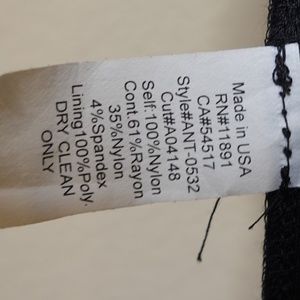 Made in USA
RN#11891
CA#54517
Style#ANT-0532
Cut#A04148
Self:100%Nylon
Cont.61%Rayon
35%Nylon
4%Spandex
Lining100%Poly.
DRY CLEAN
ONLY